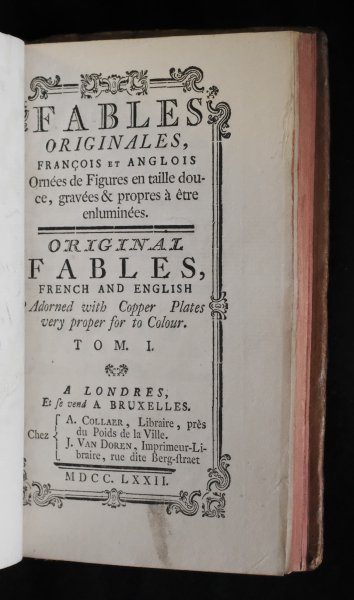 FABLES
ORIGINALES,
FRANÇOIS ET ANGLOIS
Ornées de Figures en taille dou-
ce, gravées & propres à être
enluminées.
ORIGINAL
FABLES,
FRENCH AND ENGLISH
Adorned with Copper Plates
very proper for to Colour.
TOM. I.
A LONDRES,
Et ſe vend A BRUXELLES.
Chez { A. COLLAER, Libraire, près
du Poids de la Ville.
J. VAN DOREN, Imprimeur-Li-
braire, rue dite Berg-ſtraet
MDCC. LXXII.